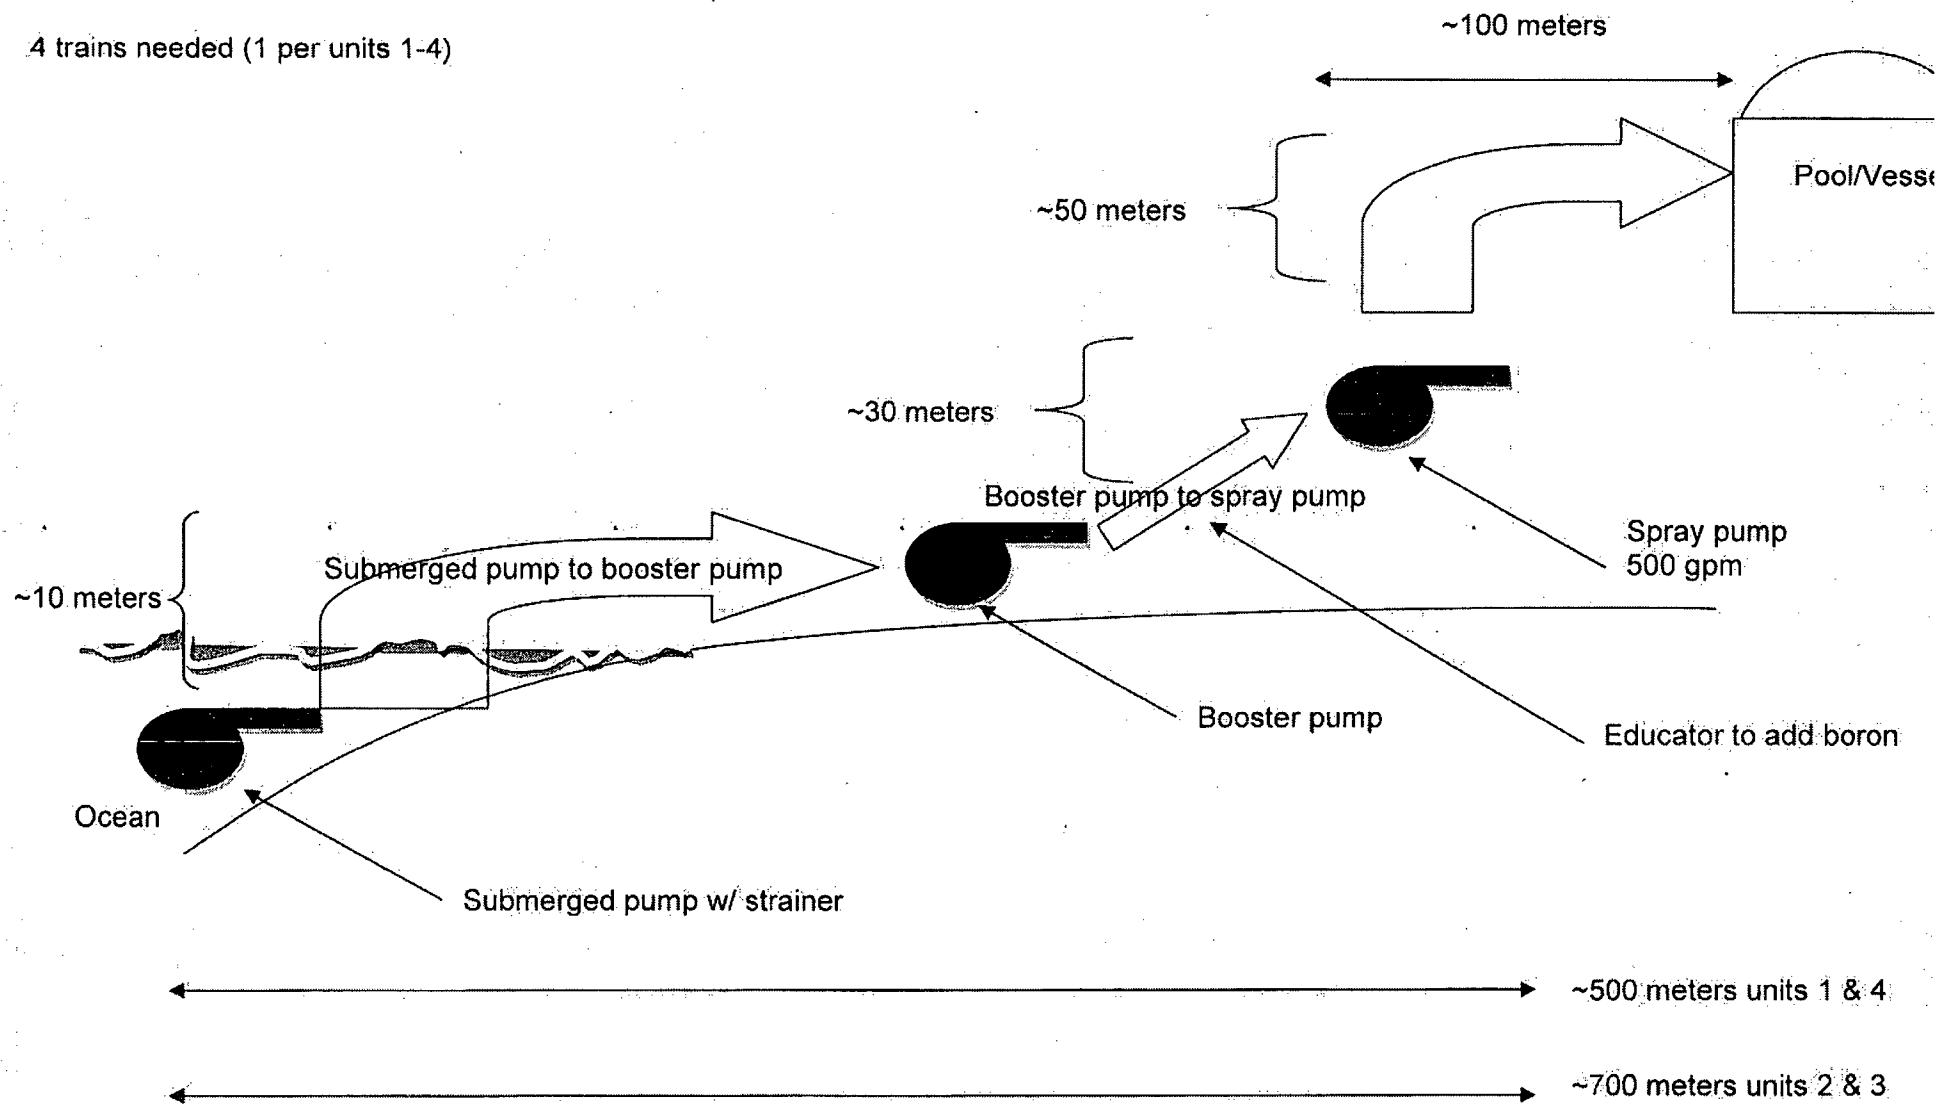 ~100 meters
4 trains needed (1 per units 1-4)
~50 meters
~30 meters
Booster pump to spray pump
Spray pump
500 gpm
Submerged pump to booster pump
~10 meters
Booster pump
Educator to add boron
Ocean
Submerged pump w/ strainer
~500 meters units 1 & 4
~700 meters units 2 & 3